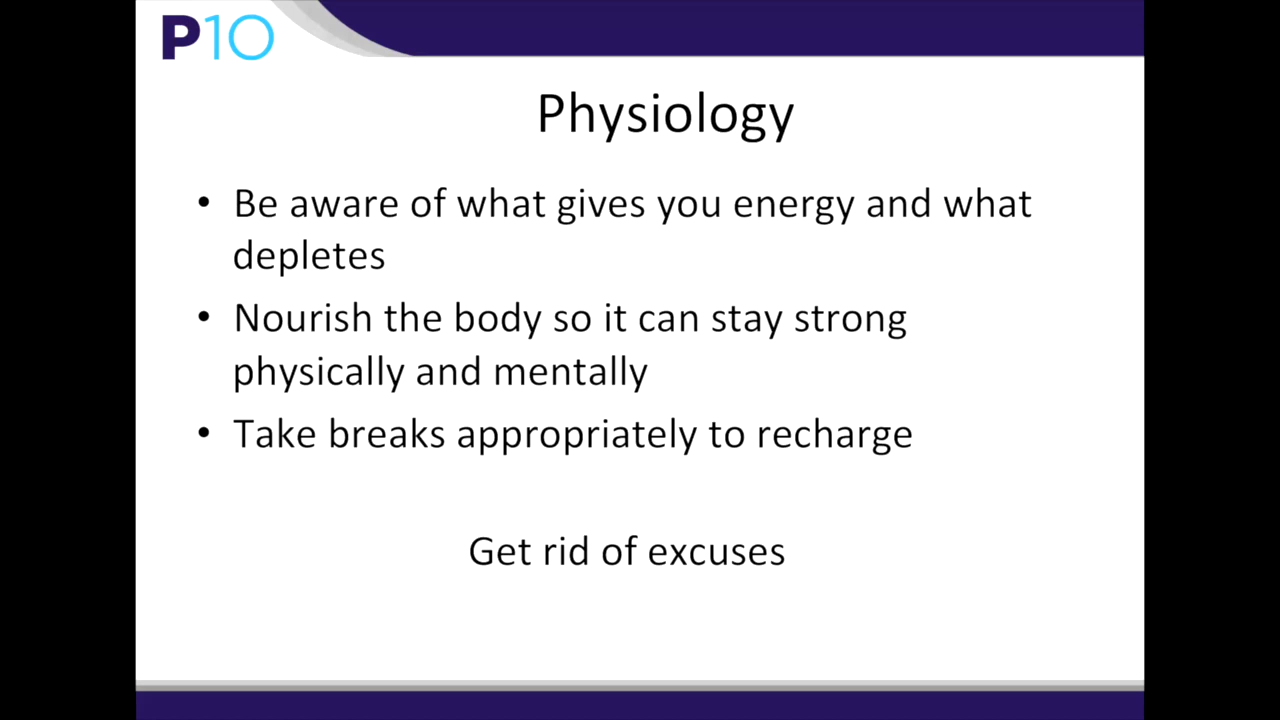 P10
Physiology
• Be aware of what gives you energy and what
depletes
• Nourish the body so it can stay strong
physically and mentally
• Take breaks appropriately to recharge
Get rid of excuses